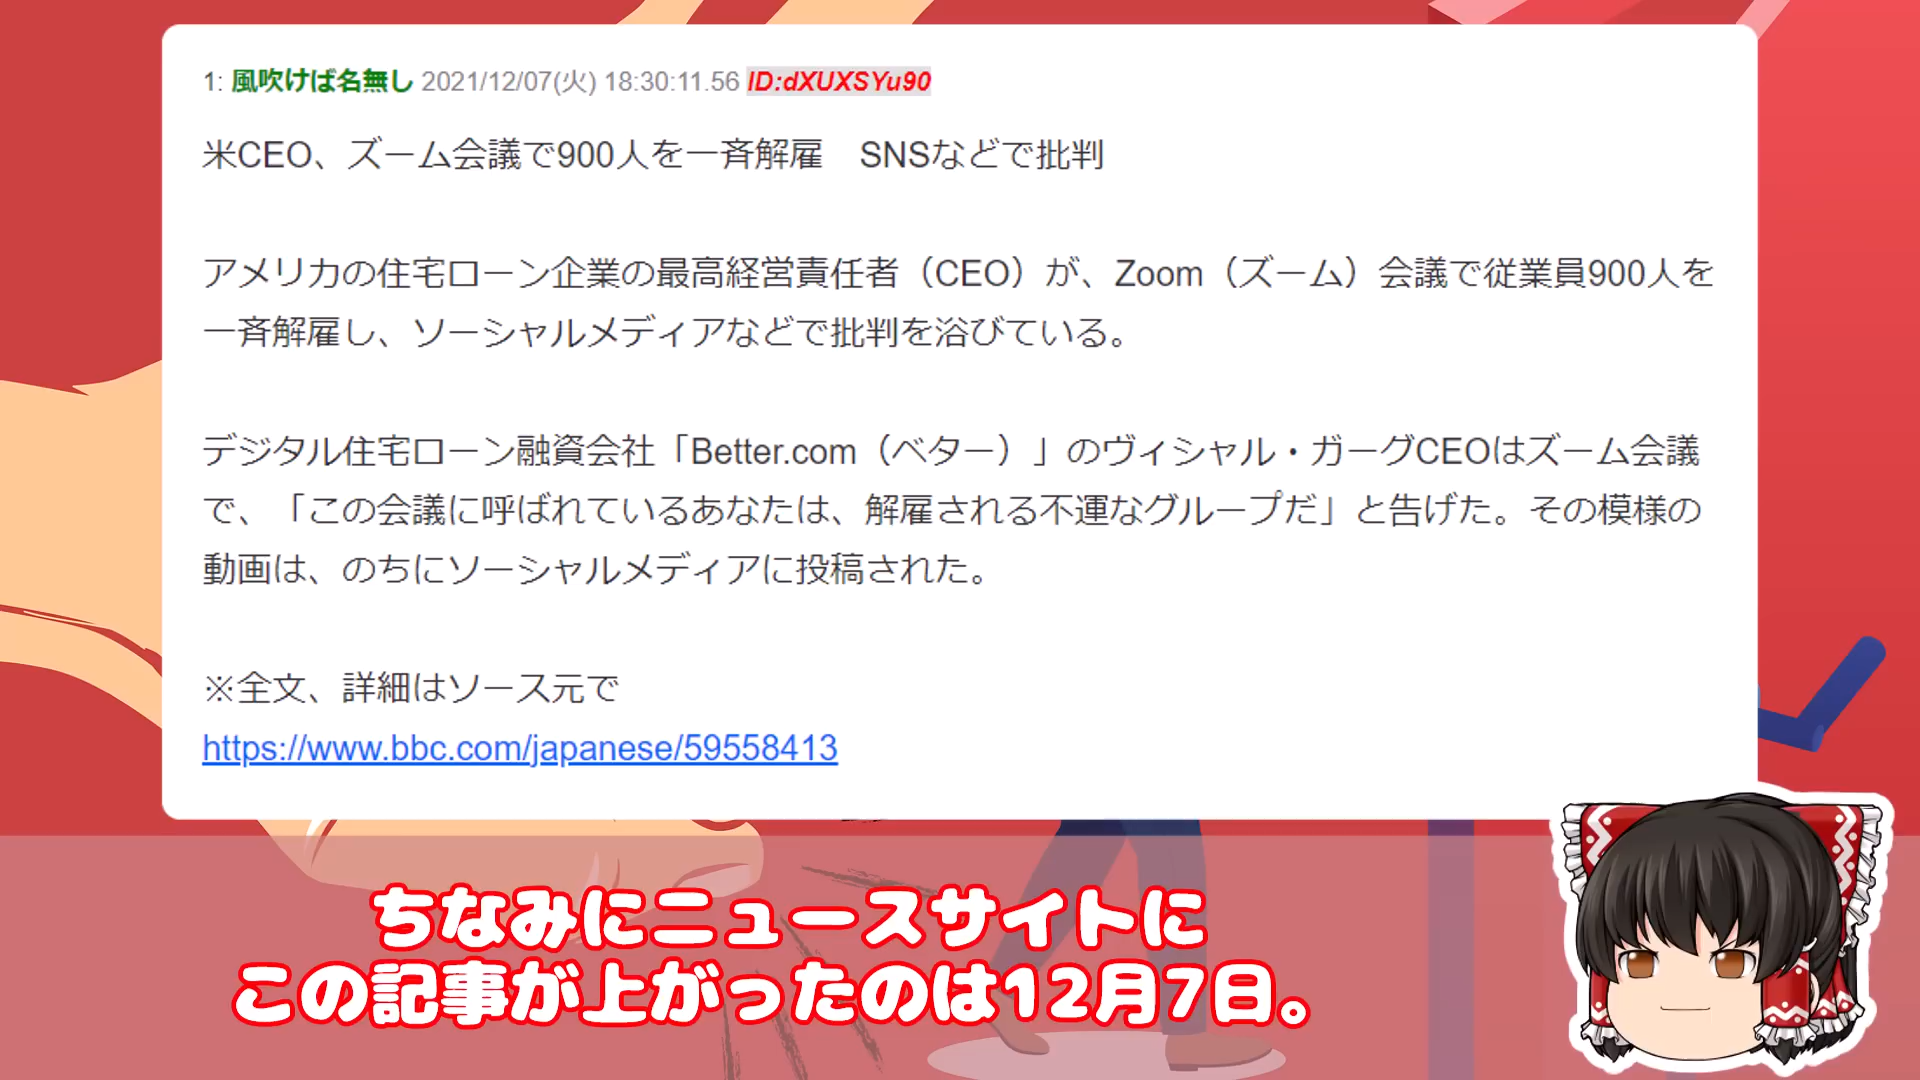 1: 風吹けば名無し 2021/12/07(火) 18:30:11.56 ID:dXUXSYu90
米CEO、ズーム会議で900人を一斉解雇　SNSなどで批判
アメリカの住宅ローン企業の最高経営責任者（CEO）が、Zoom（ズーム）会議で従業員900人を
一斉解雇し、ソーシャルメディアなどで批判を浴びている。
デジタル住宅ローン融資会社「Better.com（ベター）」のヴィシャル・ガーグCEOはズーム会議
で、「この会議に呼ばれているあなたは、解雇される不運なグループだ」と告げた。その模様の
動画は、のちにソーシャルメディアに投稿された。
※全文、詳細はソース元で
https://www.bbc.com/japanese/59558413
ちなみにニュースサイトに
この記事が上がったのは12月7日。